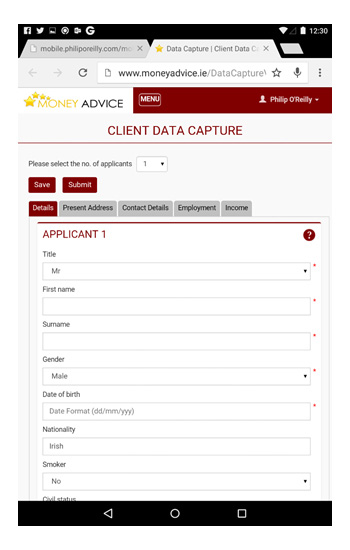 12:30
mobile.philiporeilly.com/m
Data Capture | Client Data C
www.moneyadvice.ie/DataCapture
MONEY ADVICE
MENU
Philip O'Reilly
CLIENT DATA CAPTURE
Please select the no. of applicants 1
Save Submit
Details Present Address Contact Details Employment Income
APPLICANT 1 ?
Title
Mr *
First name
*
Surname
*
Gender
Male *
Date of birth
Date Format (dd/mm/yyy) *
Nationality
Irish
Smoker
No
Civil status